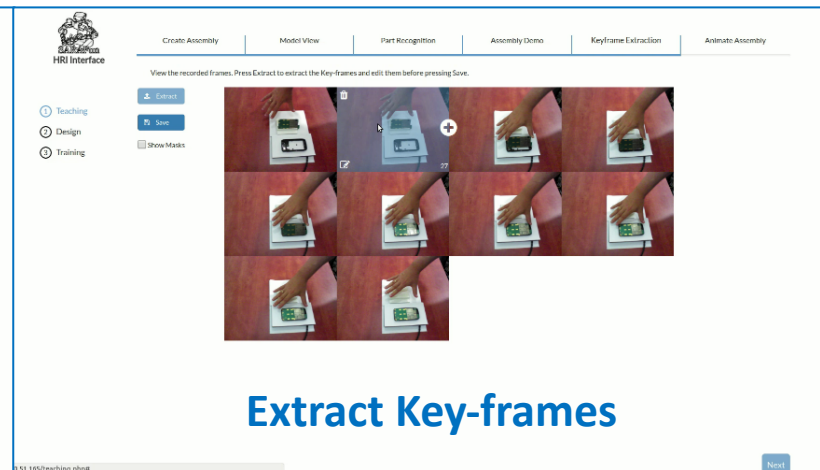 HRI Interface
Create Assembly
Model View
Part Recognition
Assembly Demo
Keyframe Extraction
Animate Assembly
View the recorded frames. Press Extract to extract the Key-frames and edit them before pressing Save.
Extract
Save
Show Masks
1 Teaching
2 Design
3 Training
27
Extract Key-frames
Next